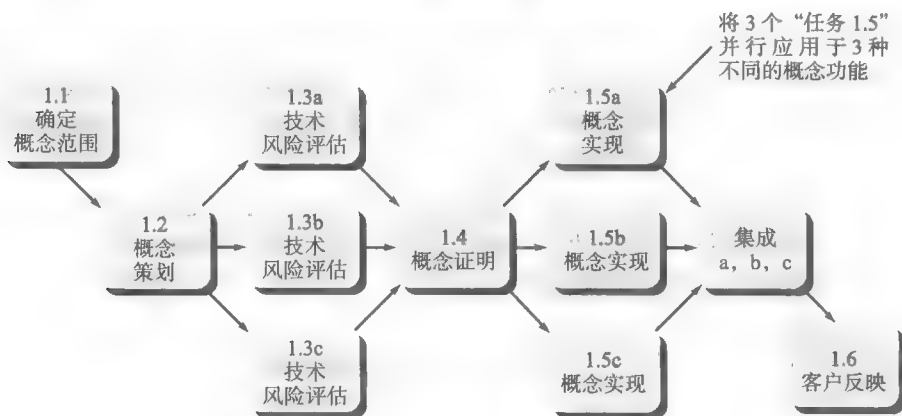 将3个“任务1.5”
并行应用于3种
不同的概念功能
1.1
确定
概念范围
1.2
概念
策划
1.3a
技术
风险评估
1.3b
技术
风险评估
1.3c
技术
风险评估
1.4
概念证明
1.5a
概念
实现
1.5b
概念实现
1.5c
概念实现
集成
a, b, c
1.6
客户反映